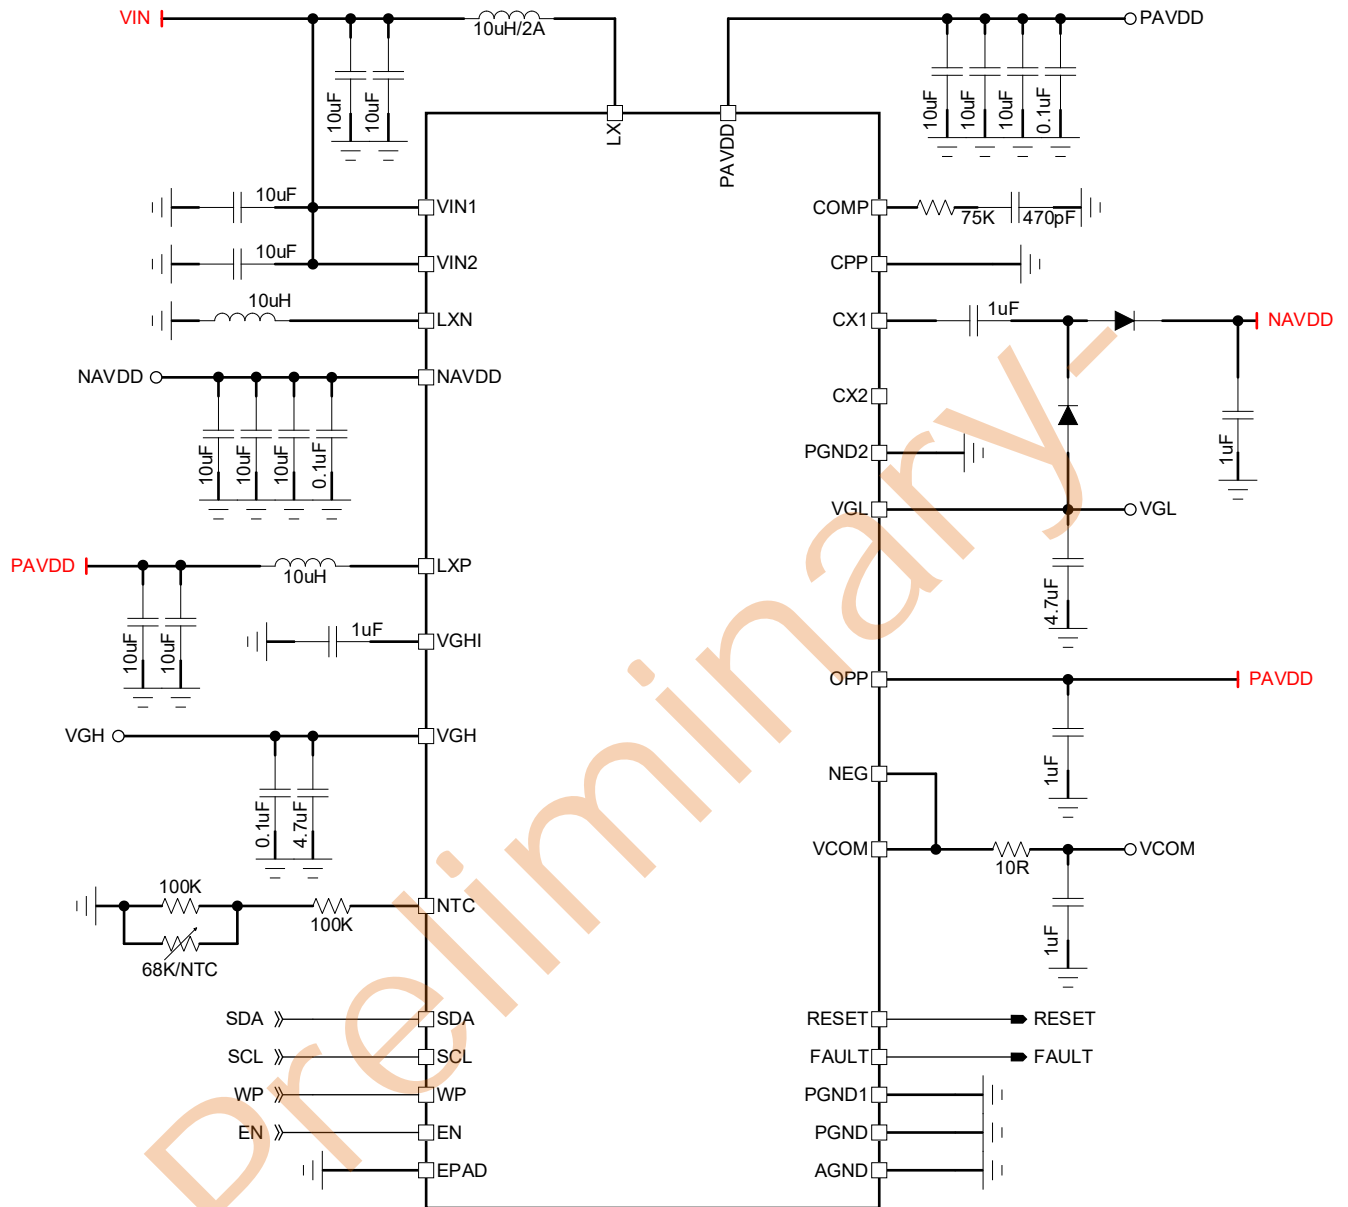 VIN
10uH/2A
PAVDD
10uF
10uF
10uF
10uF
10uF
0.1uF
LX
PAVDD
10uF
VIN1
COMP
75K
470pF
10uF
VIN2
CPP
10uH
LXN
CX1
1uF
NAVDD
NAVDD
NAVDD
CX2
10uF
10uF
10uF
0.1uF
PGND2
1uF
VGL
VGL
PAVDD
10uH
LXP
4.7uF
10uF
10uF
1uF
VGHI
OPP
PAVDD
VGH
VGH
1uF
NEG
0.1uF
4.7uF
VCOM
10R
VCOM
100K
100K
NTC
68K/NTC
1uF
SDA
SDA
RESET
RESET
SCL
SCL
FAULT
FAULT
WP
WP
PGND1
EN
EN
PGND
EPAD
AGND
Preliminary-